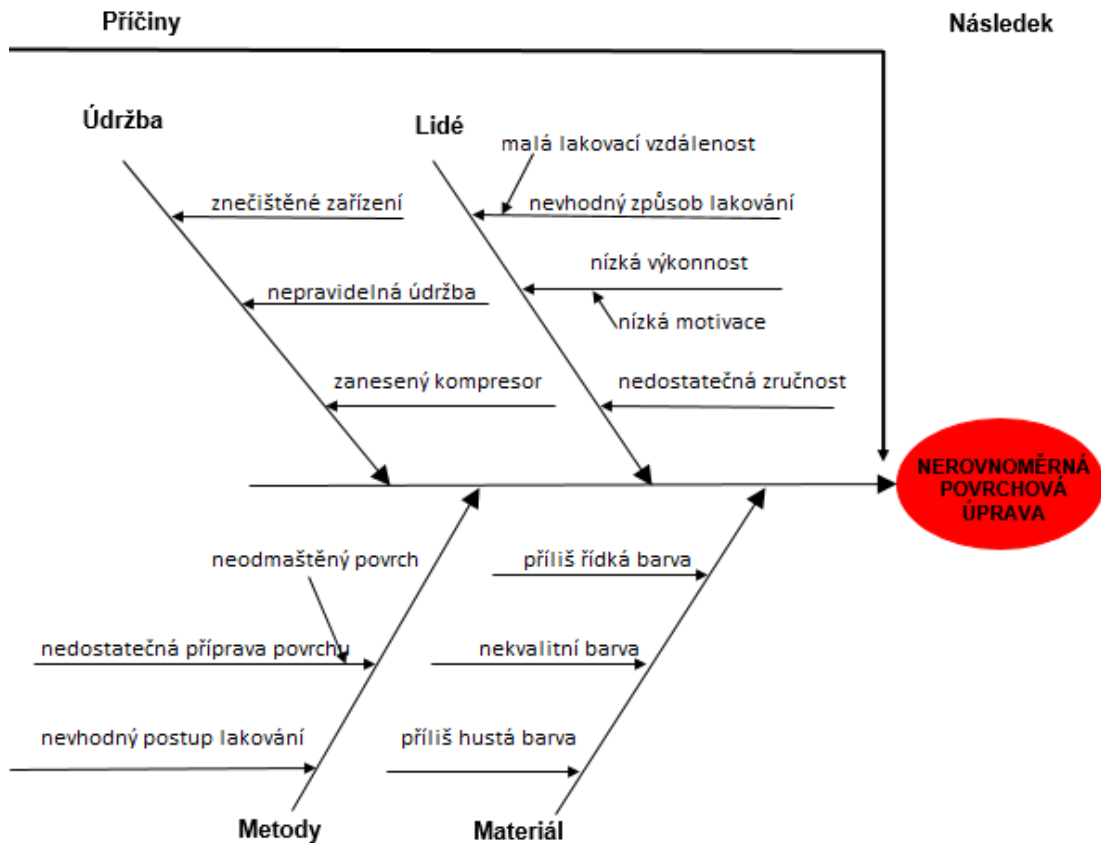 Příčiny
Následek
Údržba
Lidé
malá lakovací vzdálenost
znečištěné zařízení
nevhodný způsob lakování
nízká výkonnost
nepravidelná údržba
nízká motivace
zanesený kompresor
nedostatečná zručnost
NEROVNOMĚRNÁ
POVRCHOVÁ
ÚPRAVA
neodmaštěný povrch
příliš řídká barva
nedostatečná příprava povrchu
nekvalitní barva
nevhodný postup lakování
příliš hustá barva
Metody
Materiál